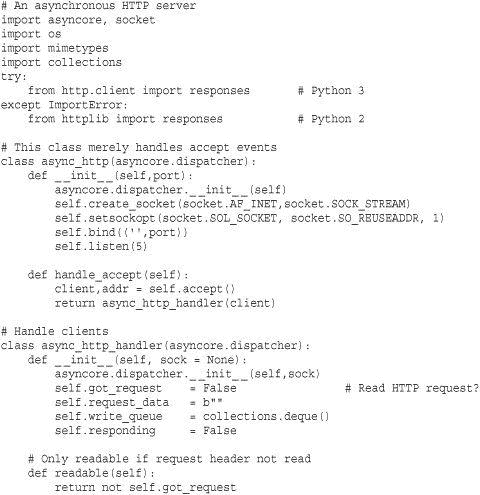 # An asynchronous HTTP server
import asyncore, socket
import os
import mimetypes
import collections
try:
    from http.client import responses       # Python 3
except ImportError:
    from httplib import responses           # Python 2

# This class merely handles accept events
class async_http(asyncore.dispatcher):
    def __init__(self,port):
        asyncore.dispatcher.__init__(self)
        self.create_socket(socket.AF_INET,socket.SOCK_STREAM)
        self.setsockopt(socket.SOL_SOCKET, socket.SO_REUSEADDR, 1)
        self.bind(('',port))
        self.listen(5)

    def handle_accept(self):
        client,addr = self.accept()
        return async_http_handler(client)

# Handle clients
class async_http_handler(asyncore.dispatcher):
    def __init__(self, sock = None):
        asyncore.dispatcher.__init__(self,sock)
        self.got_request    = False                # Read HTTP request?
        self.request_data   = b""
        self.write_queue    = collections.deque()
        self.responding     = False

    # Only readable if request header not read
    def readable(self):
        return not self.got_request